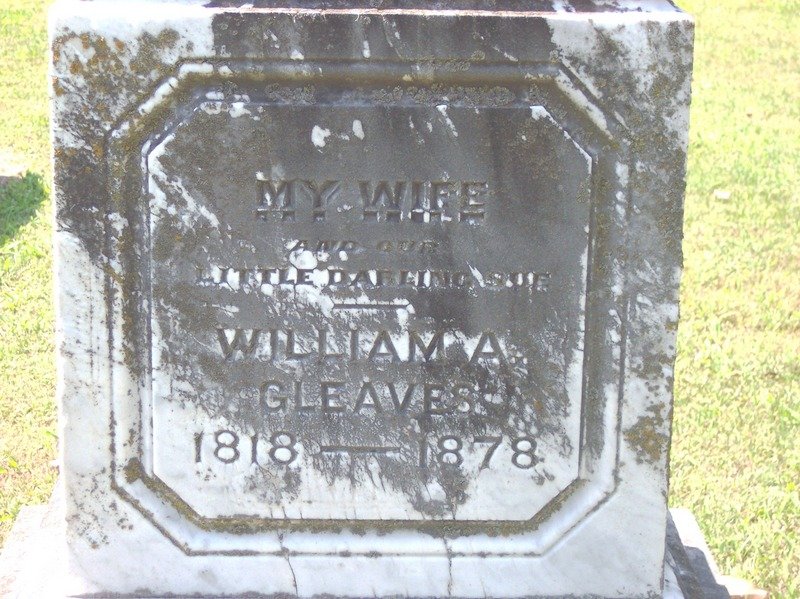 MY WIFE
AND OUR
LITTLE DARLING SUE
WILLIAM A.
GLEAVES
1818 — 1878